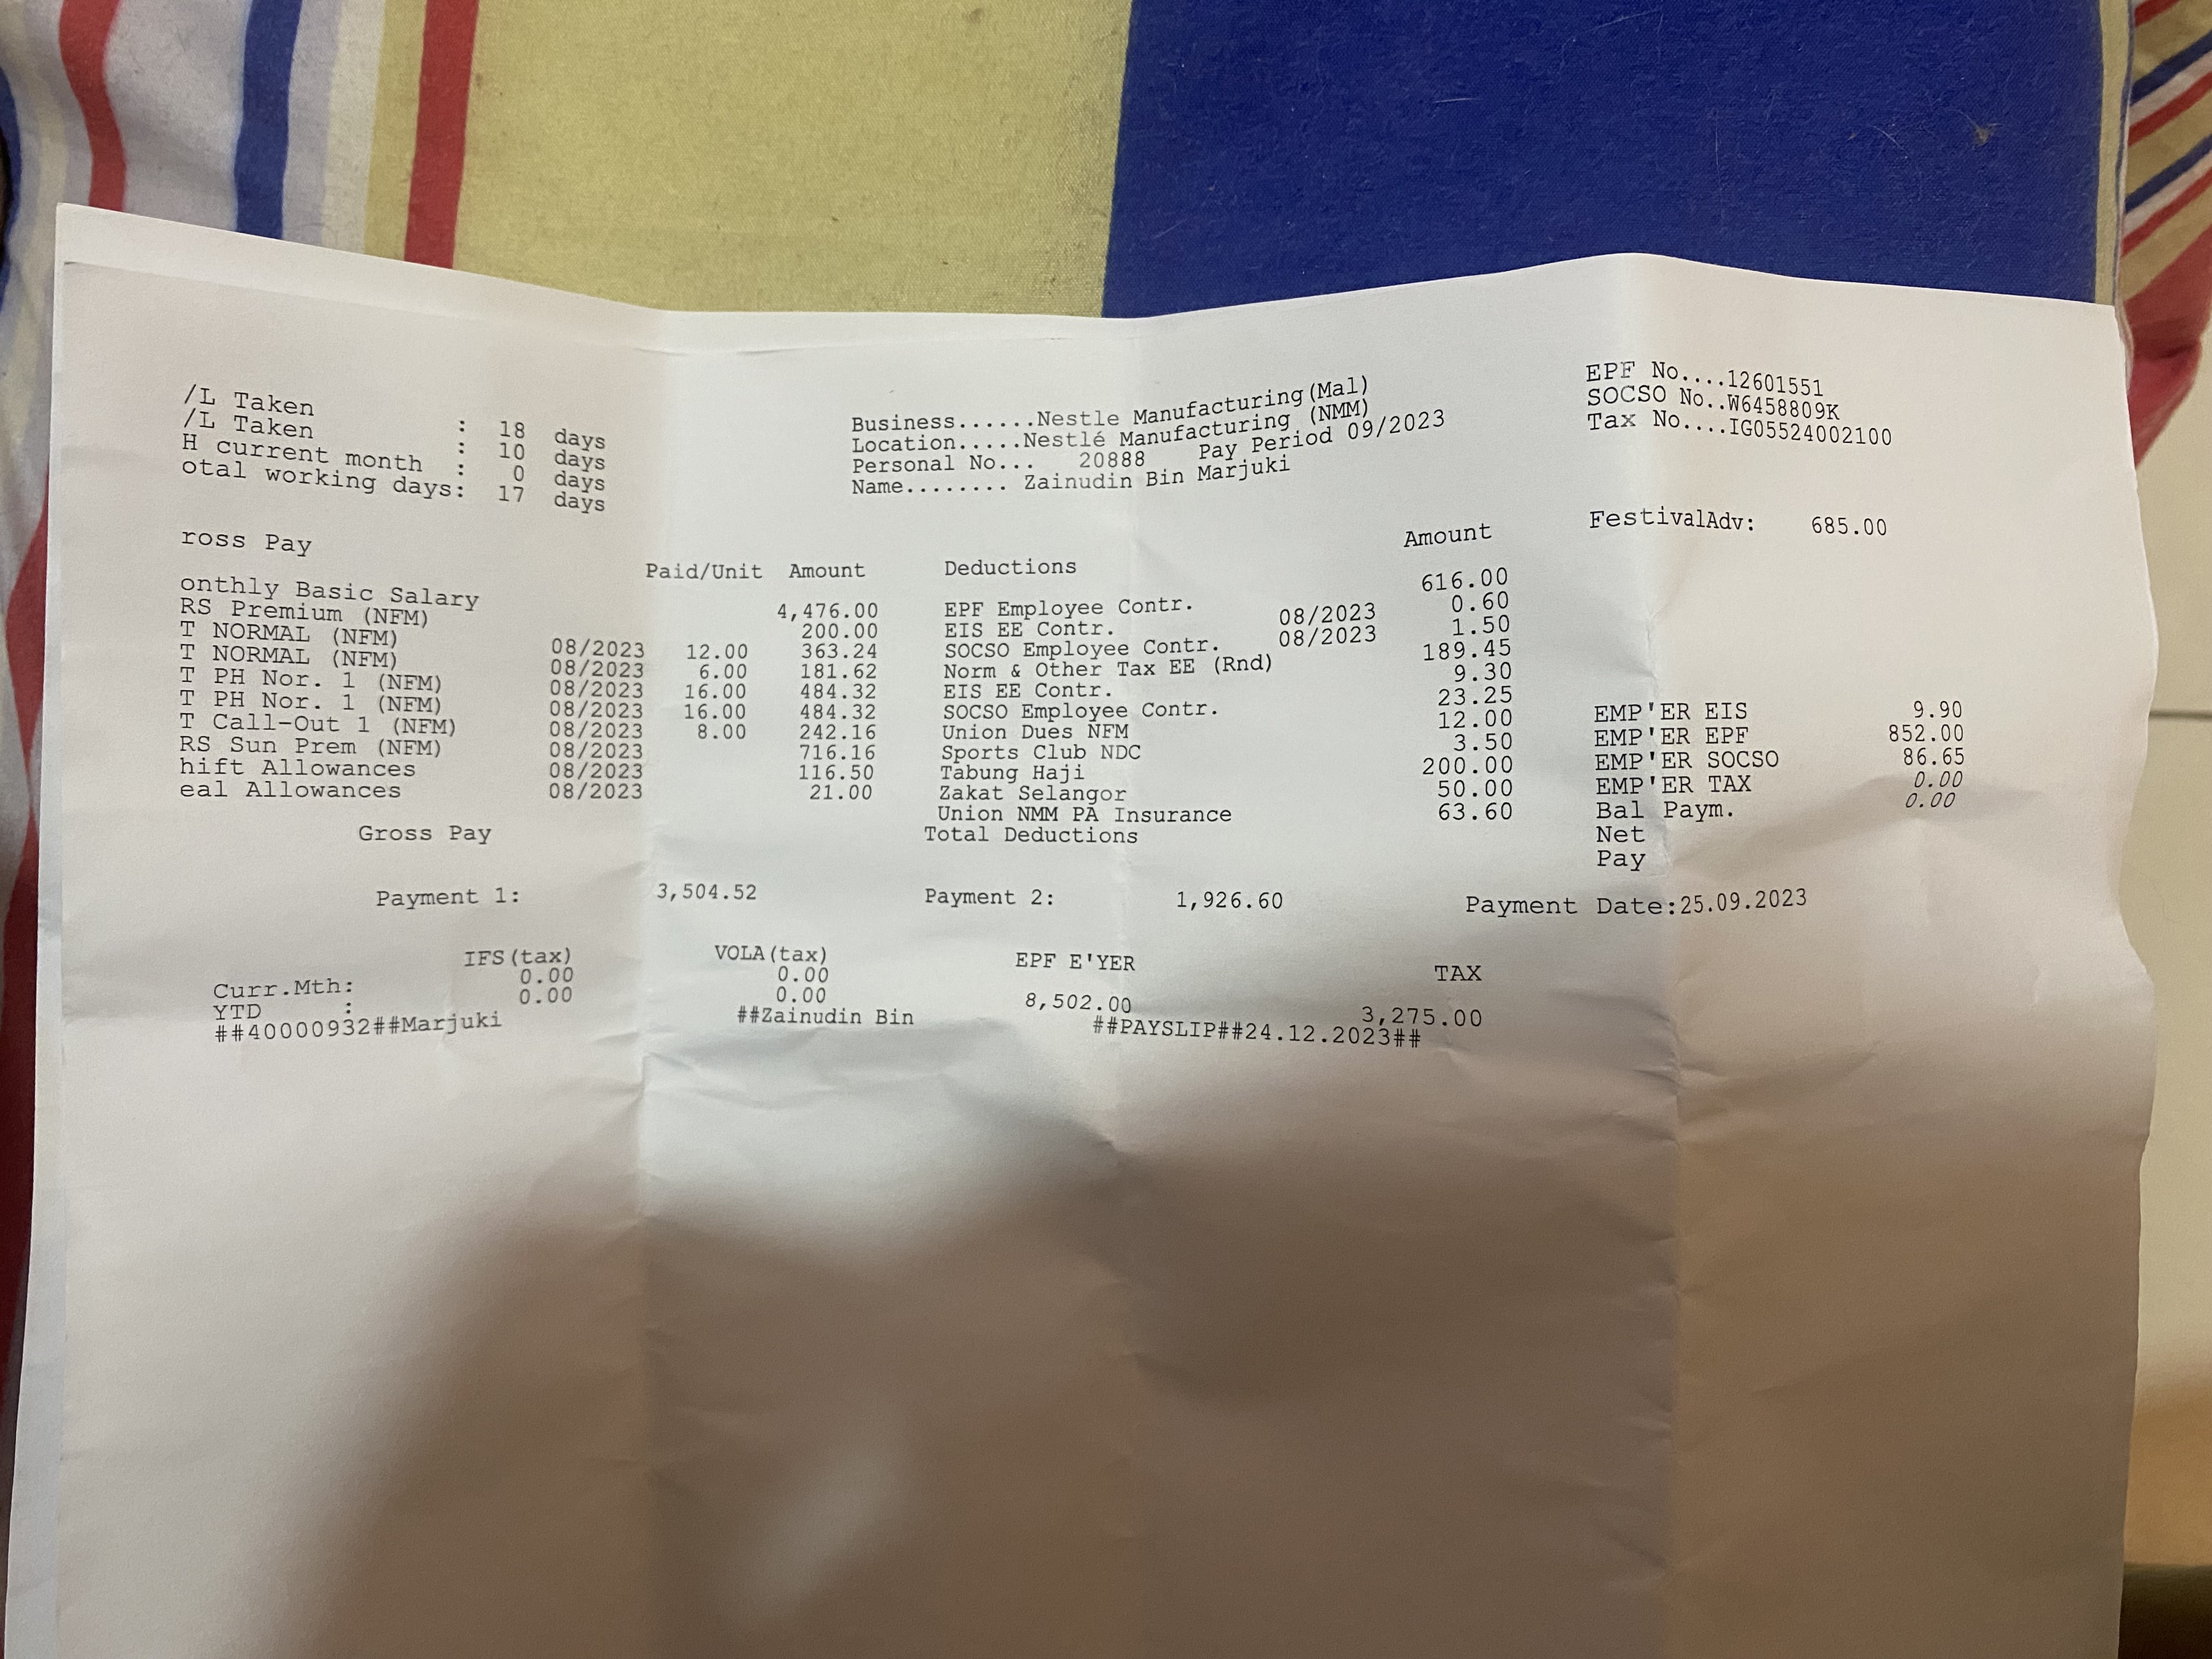 Business......Nestle Manufacturing(Mal)
Location.....Nestlé Manufacturing (NMM)
Personal No... 20888 Pay Period 09/2023
Name........ Zainudin Bin Marjuki
EPF No....12601551
SOCSO No..W6458809K
Tax No....IG05524002100
/L Taken : 18 days
/L Taken : 10 days
H current month : 0 days
otal working days: 17 days
ross Pay Paid/Unit Amount Deductions Amount FestivalAdv: 685.00
onthly Basic Salary 4,476.00 EPF Employee Contr. 616.00
RS Premium (NFM) 200.00 EIS EE Contr. 08/2023 0.60
T NORMAL (NFM) 08/2023 12.00 363.24 SOCSO Employee Contr. 08/2023 1.50
T NORMAL (NFM) 08/2023 6.00 181.62 Norm & Other Tax EE (Rnd) 189.45
T PH Nor. 1 (NFM) 08/2023 16.00 484.32 EIS EE Contr. 9.30
T PH Nor. 1 (NFM) 08/2023 16.00 484.32 SOCSO Employee Contr. 23.25
T Call-Out 1 (NFM) 08/2023 8.00 242.16 Union Dues NFM 12.00 EMP'ER EIS 9.90
RS Sun Prem (NFM) 08/2023 716.16 Sports Club NDC 3.50 EMP'ER EPF 852.00
hift Allowances 08/2023 116.50 Tabung Haji 200.00 EMP'ER SOCSO 86.65
eal Allowances 08/2023 21.00 Zakat Selangor 50.00 EMP'ER TAX 0.00
Union NMM PA Insurance 63.60 Bal Paym. 0.00
Gross Pay Total Deductions Net
Pay
Payment 1: 3,504.52 Payment 2: 1,926.60 Payment Date:25.09.2023
IFS(tax) VOLA(tax) EPF E'YER TAX
Curr.Mth: 0.00 0.00
YTD : 0.00 0.00 8,502.00 3,275.00
##40000932##Marjuki ##Zainudin Bin ##PAYSLIP##24.12.2023##